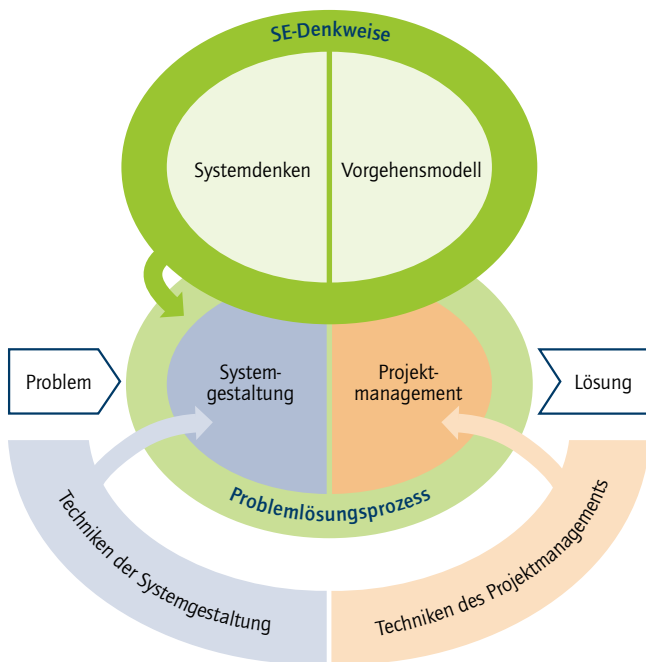 SE-Denkweise
Systemdenken
Vorgehensmodell
Problem
System-
gestaltung
Projekt-
management
Lösung
Problemlösungsprozess
Techniken der Systemgestaltung
Techniken des Projektmanagements